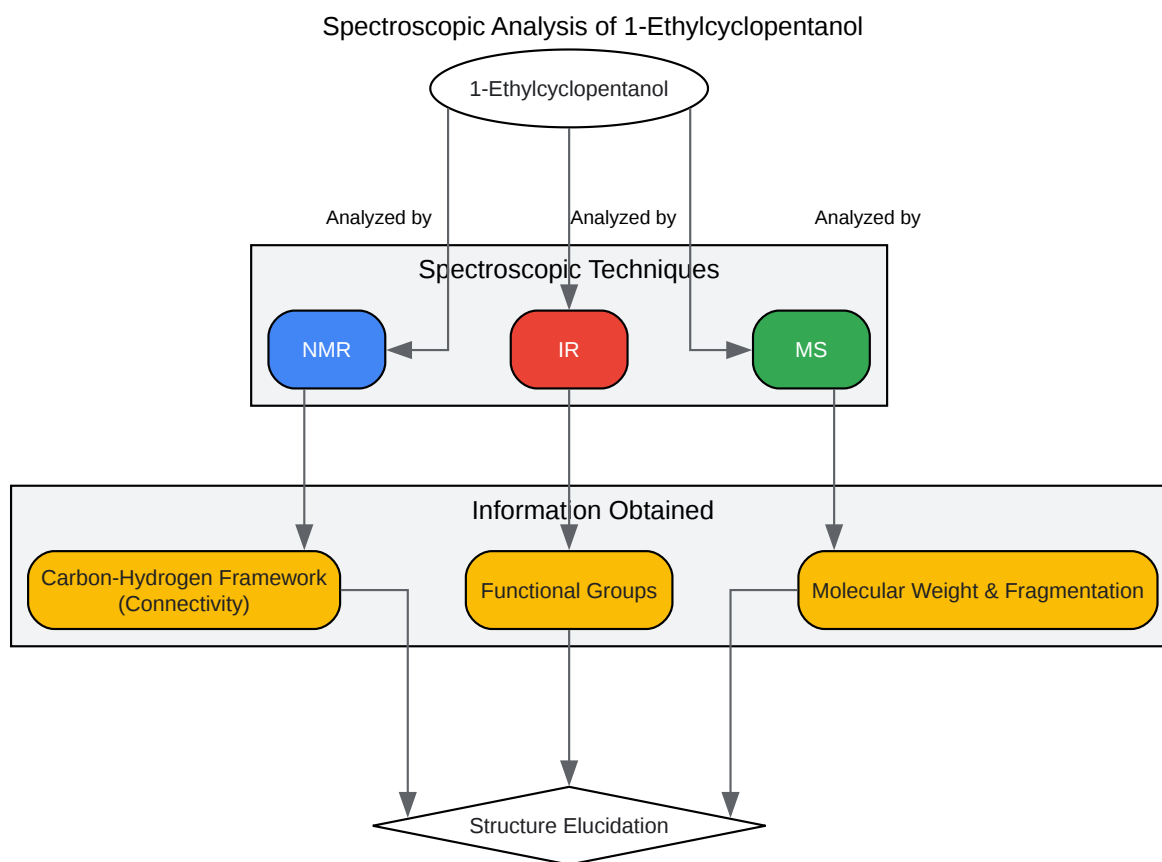 Spectroscopic Analysis of 1-Ethylcyclopentanol
1-Ethylcyclopentanol
Analyzed by
Analyzed by
Analyzed by
Spectroscopic Techniques
NMR
IR
MS
Information Obtained
Carbon-Hydrogen Framework
(Connectivity)
Functional Groups
Molecular Weight & Fragmentation
Structure Elucidation